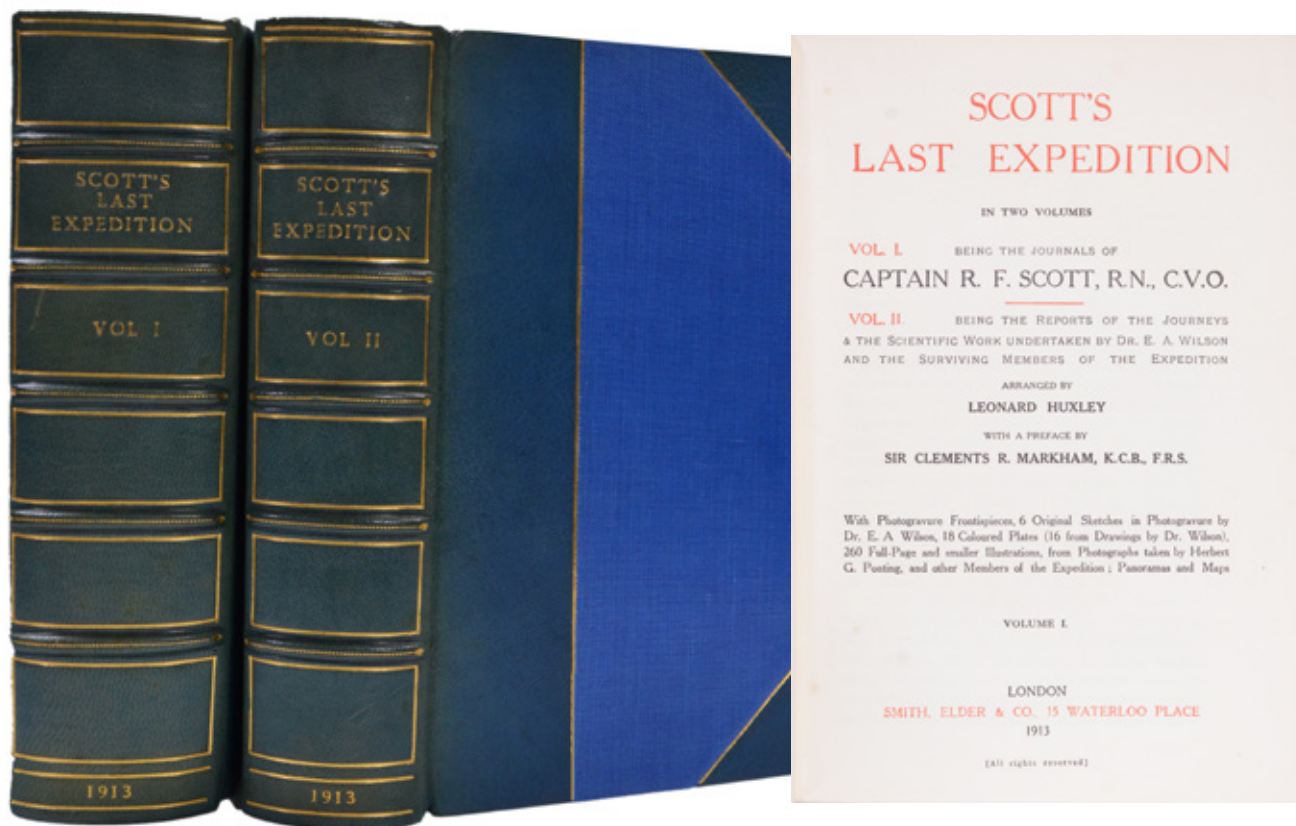 SCOTT'S
LAST
EXPEDITION
VOL I
1913
SCOTT'S
LAST
EXPEDITION
VOL II
1913
SCOTT'S
LAST EXPEDITION
IN TWO VOLUMES
VOL. I. BEING THE JOURNALS OF
CAPTAIN R. F. SCOTT, R.N., C.V.O.
VOL. II. BEING THE REPORTS OF THE JOURNEYS
& THE SCIENTIFIC WORK UNDERTAKEN BY DR. E. A. WILSON
AND THE SURVIVING MEMBERS OF THE EXPEDITION
ARRANGED BY
LEONARD HUXLEY
WITH A PREFACE BY
SIR CLEMENTS R. MARKHAM, K.C.B., F.R.S.
With Photogravure Frontispieces, 6 Original Sketches in Photogravure by
Dr. E. A. Wilson, 18 Coloured Plates (16 from Drawings by Dr. Wilson),
260 Full-Page and smaller Illustrations, from Photographs taken by Herbert
G. Ponting, and other Members of the Expedition; Panoramas and Maps
VOLUME I.
LONDON
SMITH, ELDER & CO., 15 WATERLOO PLACE
1913
[All rights reserved]